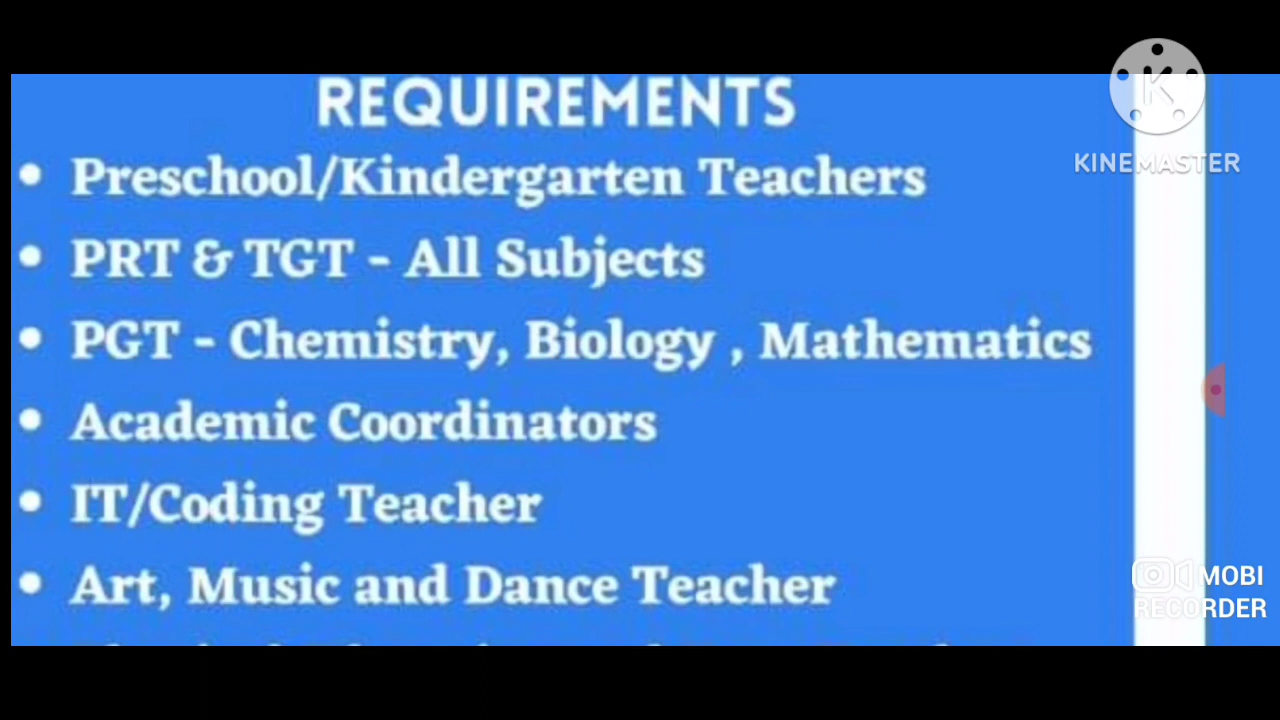 REQUIREMENTS
KINEMASTER
• Preschool/Kindergarten Teachers
• PRT & TGT - All Subjects
• PGT - Chemistry, Biology , Mathematics
• Academic Coordinators
• IT/Coding Teacher
• Art, Music and Dance Teacher
MOBI
RECORDER